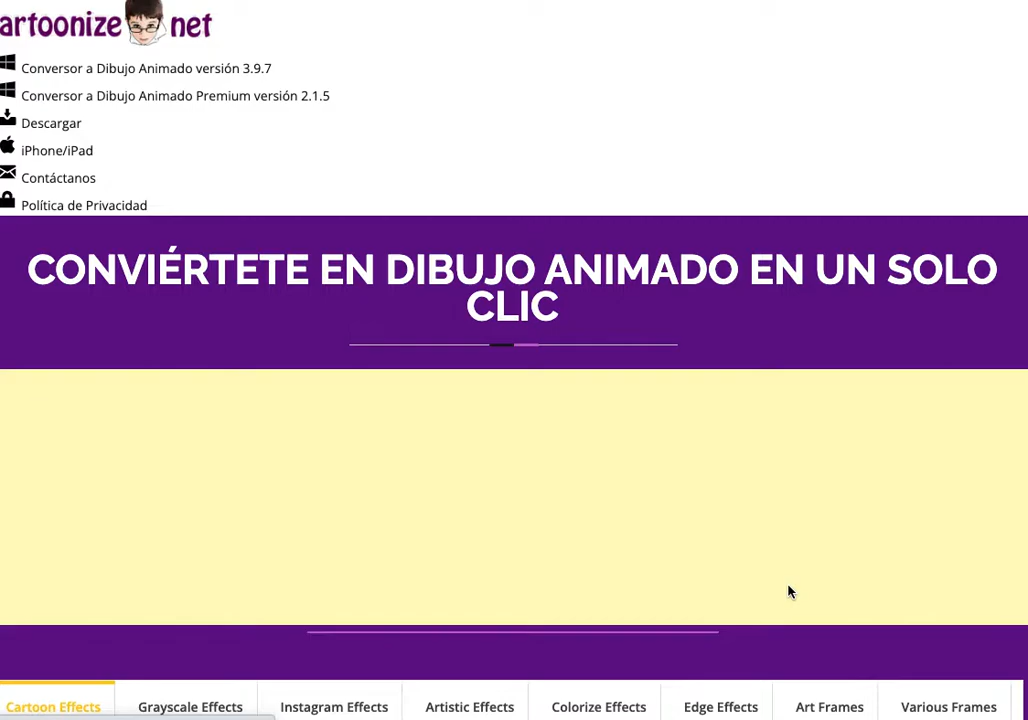 artoonize net
Conversor a Dibujo Animado versión 3.9.7
Conversor a Dibujo Animado Premium versión 2.1.5
Descargar
iPhone/iPad
Contáctanos
Política de Privacidad
CONVIÉRTETE EN DIBUJO ANIMADO EN UN SOLO
CLIC
Cartoon Effects Grayscale Effects Instagram Effects Artistic Effects Colorize Effects Edge Effects Art Frames Various Frames